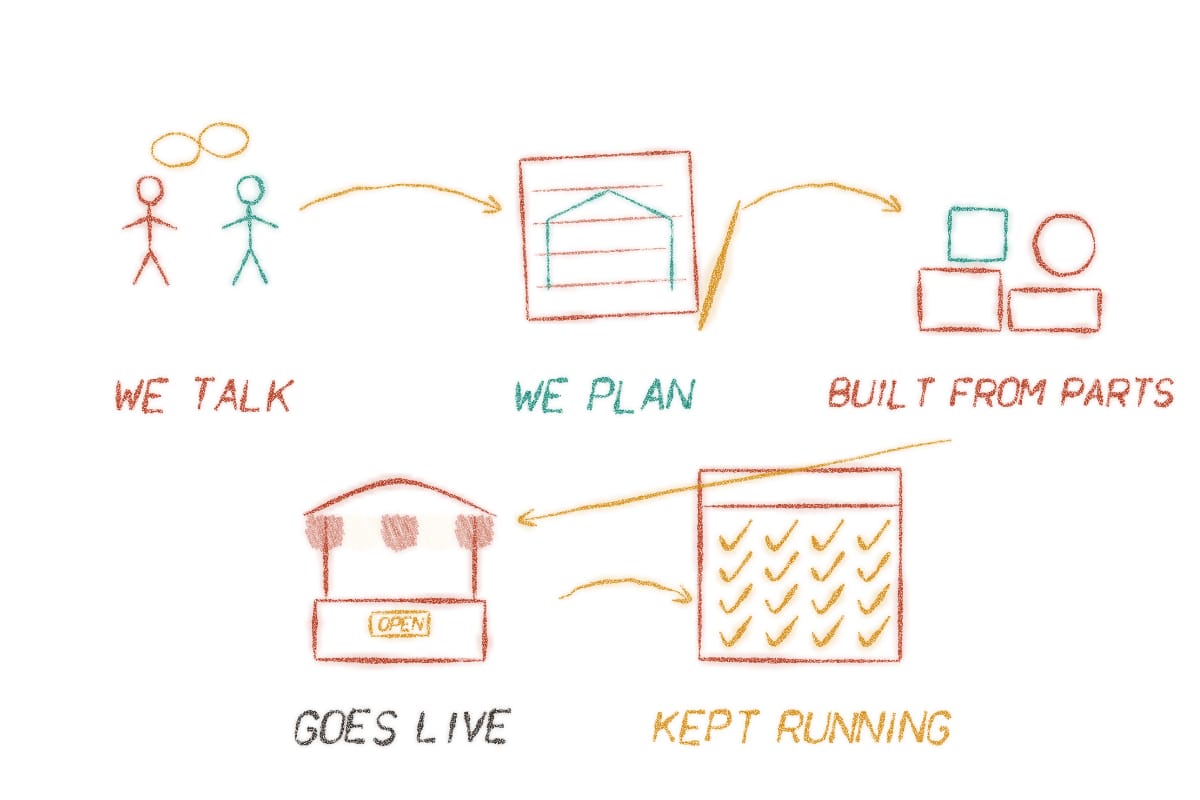 WE TALK
WE PLAN
BUILT FROM PARTS
OPEN
GOES LIVE
KEPT RUNNING